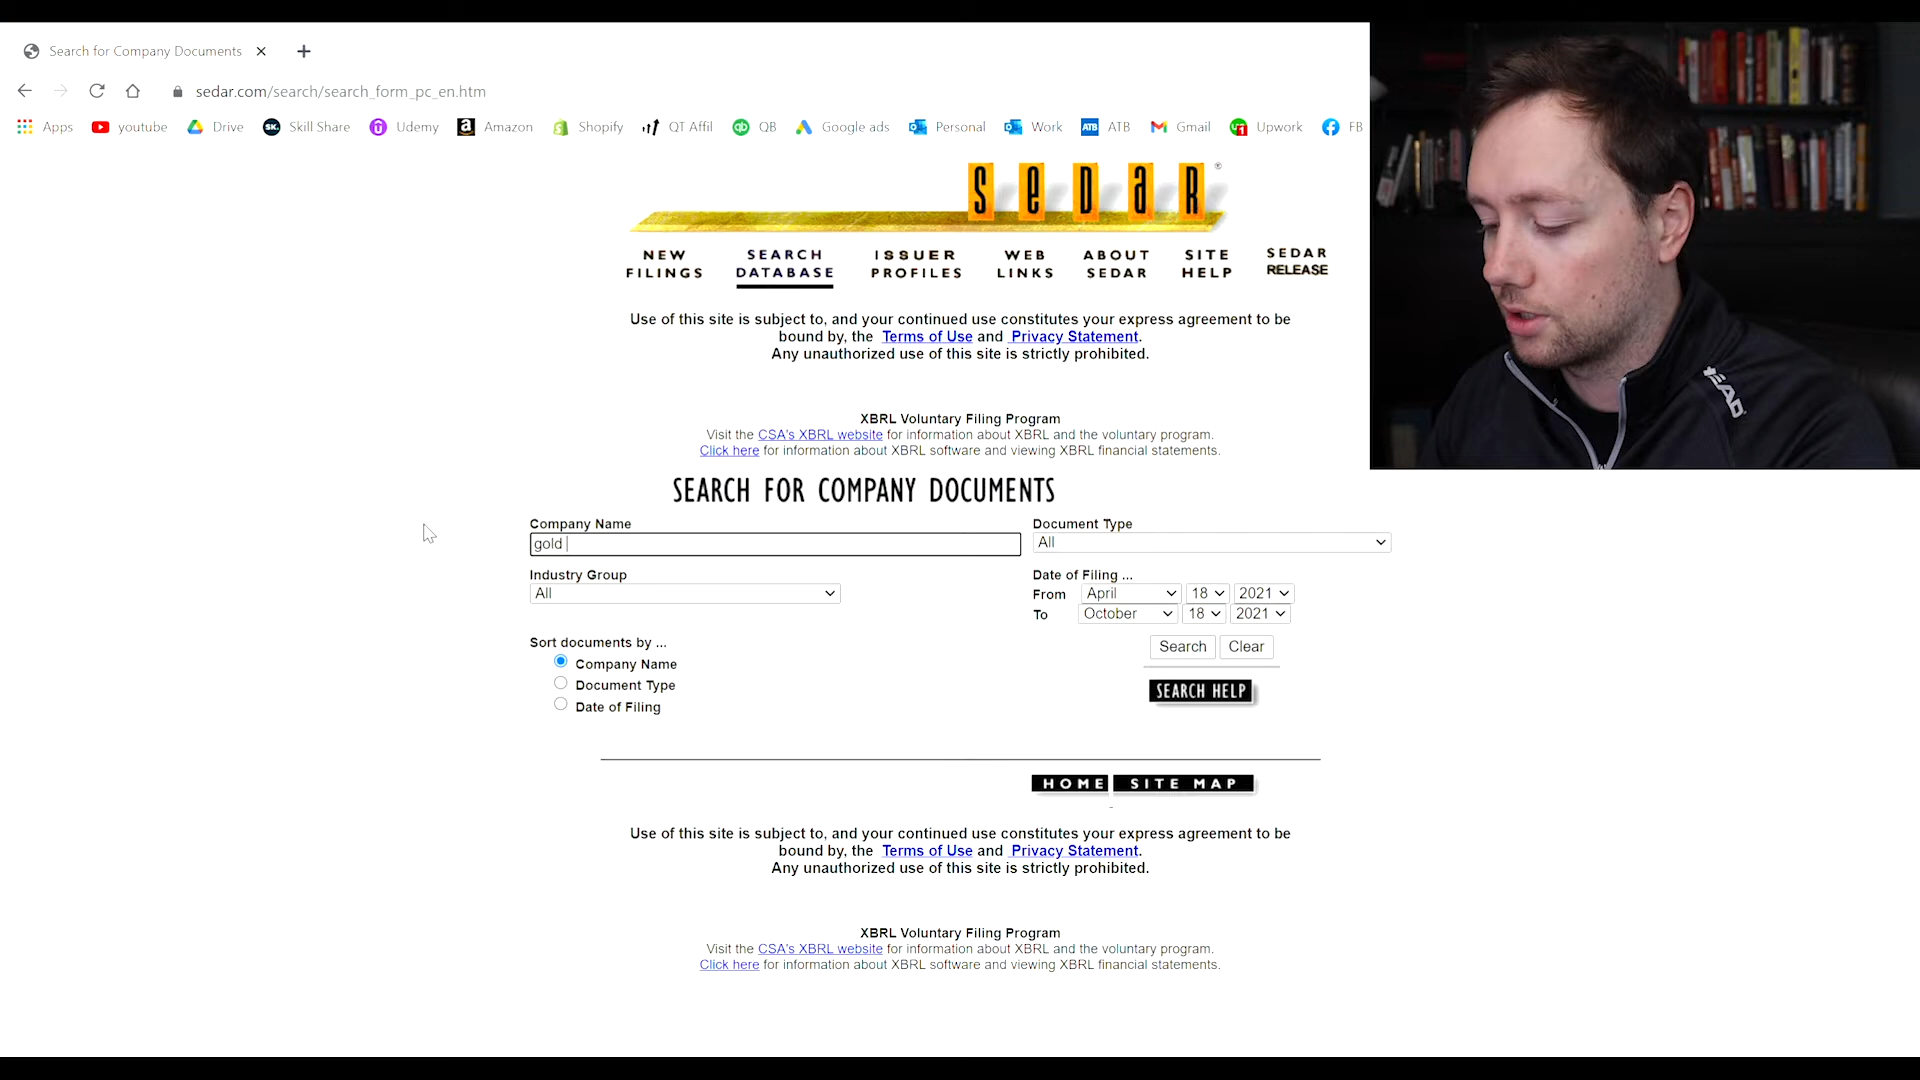 Search for Company Documents
sedar.com/search/search_form_pc_en.htm
Apps youtube Drive Skill Share Udemy Amazon Shopify QT Affil QB Google ads Personal Work ATB Gmail Upwork FB
SEDAR
NEW FILINGS
SEARCH DATABASE
ISSUER PROFILES
WEB LINKS
ABOUT SEDAR
SITE HELP
SEDAR RELEASE
Use of this site is subject to, and your continued use constitutes your express agreement to be
bound by, the Terms of Use and Privacy Statement.
Any unauthorized use of this site is strictly prohibited.
XBRL Voluntary Filing Program
Visit the CSA's XBRL website for information about XBRL and the voluntary program.
Click here for information about XBRL software and viewing XBRL financial statements.
SEARCH FOR COMPANY DOCUMENTS
Company Name
gold
Document Type
All
Industry Group
All
Date of Filing ...
From April 18 2021
To October 18 2021
Sort documents by ...
Company Name
Document Type
Date of Filing
Search Clear
SEARCH HELP
HOME SITE MAP
Use of this site is subject to, and your continued use constitutes your express agreement to be
bound by, the Terms of Use and Privacy Statement.
Any unauthorized use of this site is strictly prohibited.
XBRL Voluntary Filing Program
Visit the CSA's XBRL website for information about XBRL and the voluntary program.
Click here for information about XBRL software and viewing XBRL financial statements.
HEAD